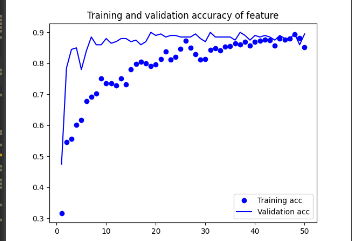 Training and validation accuracy of feature
0.9
0.8
0.7
0.6
0.5
0.4
0.3
Training acc
Validation acc
0 10 20 30 40 50